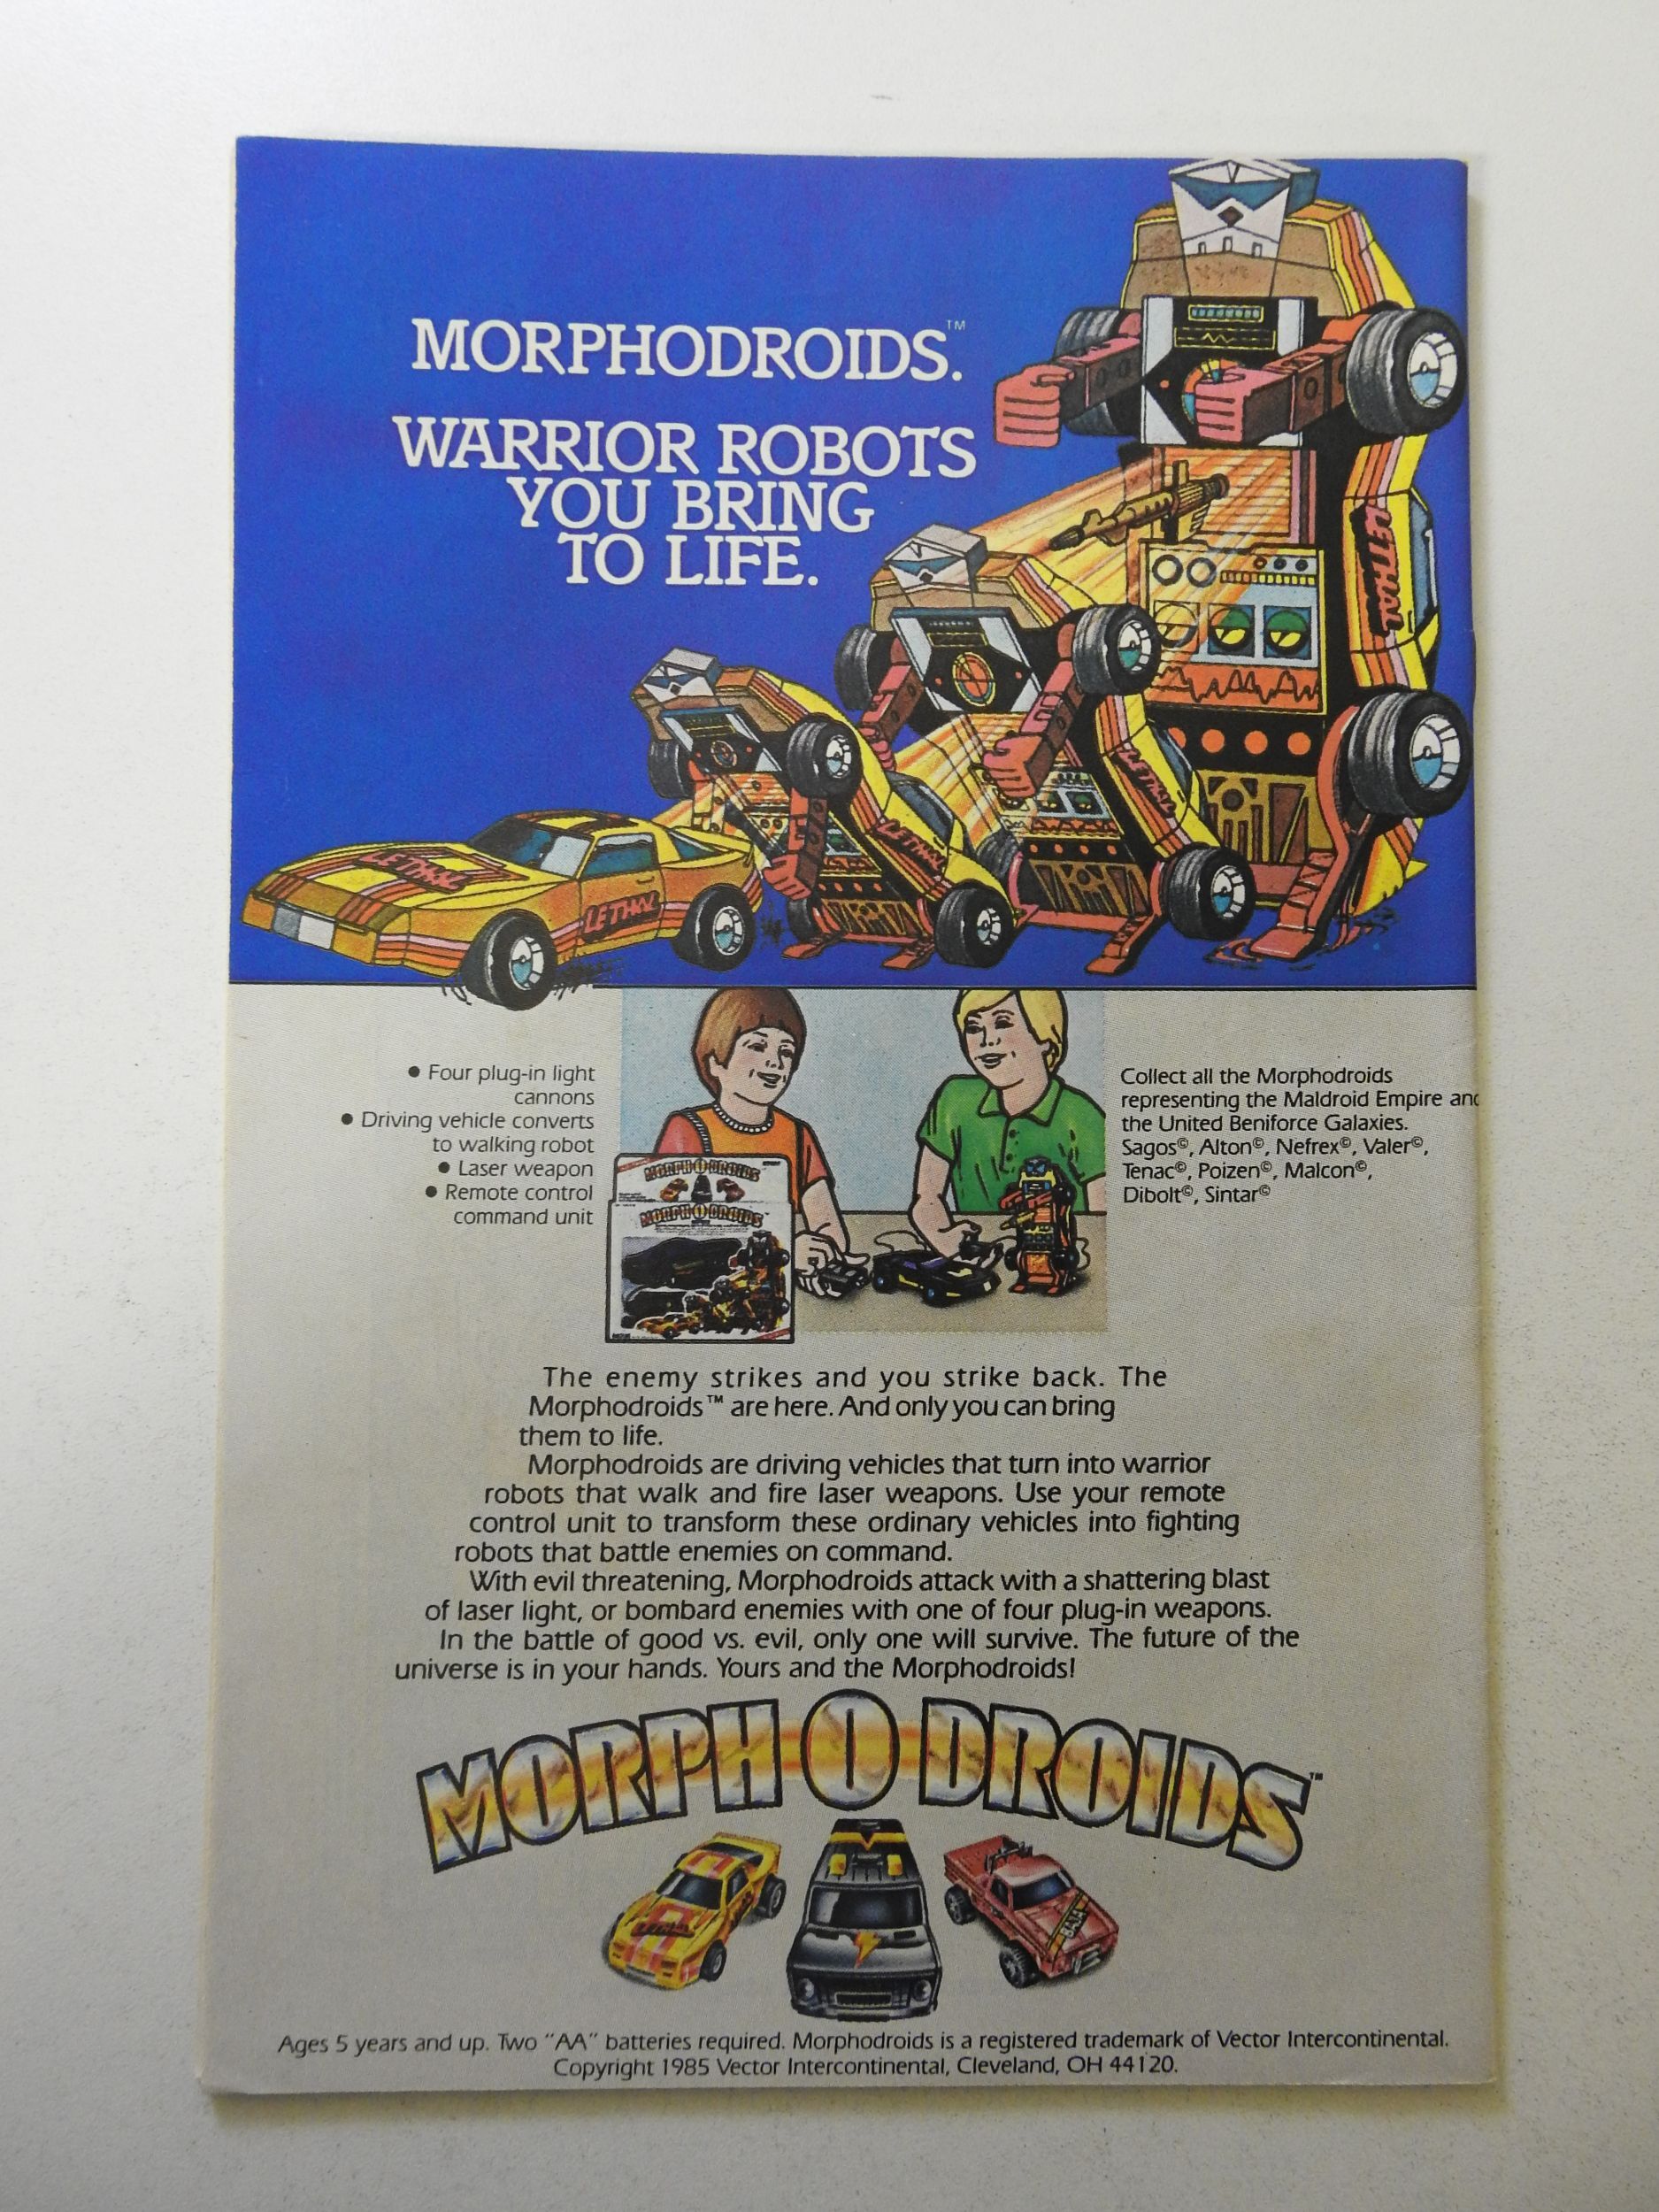 MORPHODROIDS.™
WARRIOR ROBOTS
YOU BRING
TO LIFE.
LETHAL
LETHAL
LETHAL
LETHAL
LETHAL
● Four plug-in light
cannons
● Driving vehicle converts
to walking robot
● Laser weapon
● Remote control
command unit
MORPH O DROIDS
MORPH O DROIDS
Collect all the Morphodroids
representing the Maldroid Empire and
the United Beniforce Galaxies.
Sagos©, Alton©, Nefrex©, Valer©,
Tenac©, Poizen©, Malcon©,
Dibolt©, Sintar©
The enemy strikes and you strike back. The
Morphodroids™ are here. And only you can bring
them to life.
Morphodroids are driving vehicles that turn into warrior
robots that walk and fire laser weapons. Use your remote
control unit to transform these ordinary vehicles into fighting
robots that battle enemies on command.
With evil threatening, Morphodroids attack with a shattering blast
of laser light, or bombard enemies with one of four plug-in weapons.
In the battle of good vs. evil, only one will survive. The future of the
universe is in your hands. Yours and the Morphodroids!
MORPH O DROIDS™
LETHAL
BAJA
Ages 5 years and up. Two "AA" batteries required. Morphodroids is a registered trademark of Vector Intercontinental.
Copyright 1985 Vector Intercontinental, Cleveland, OH 44120.